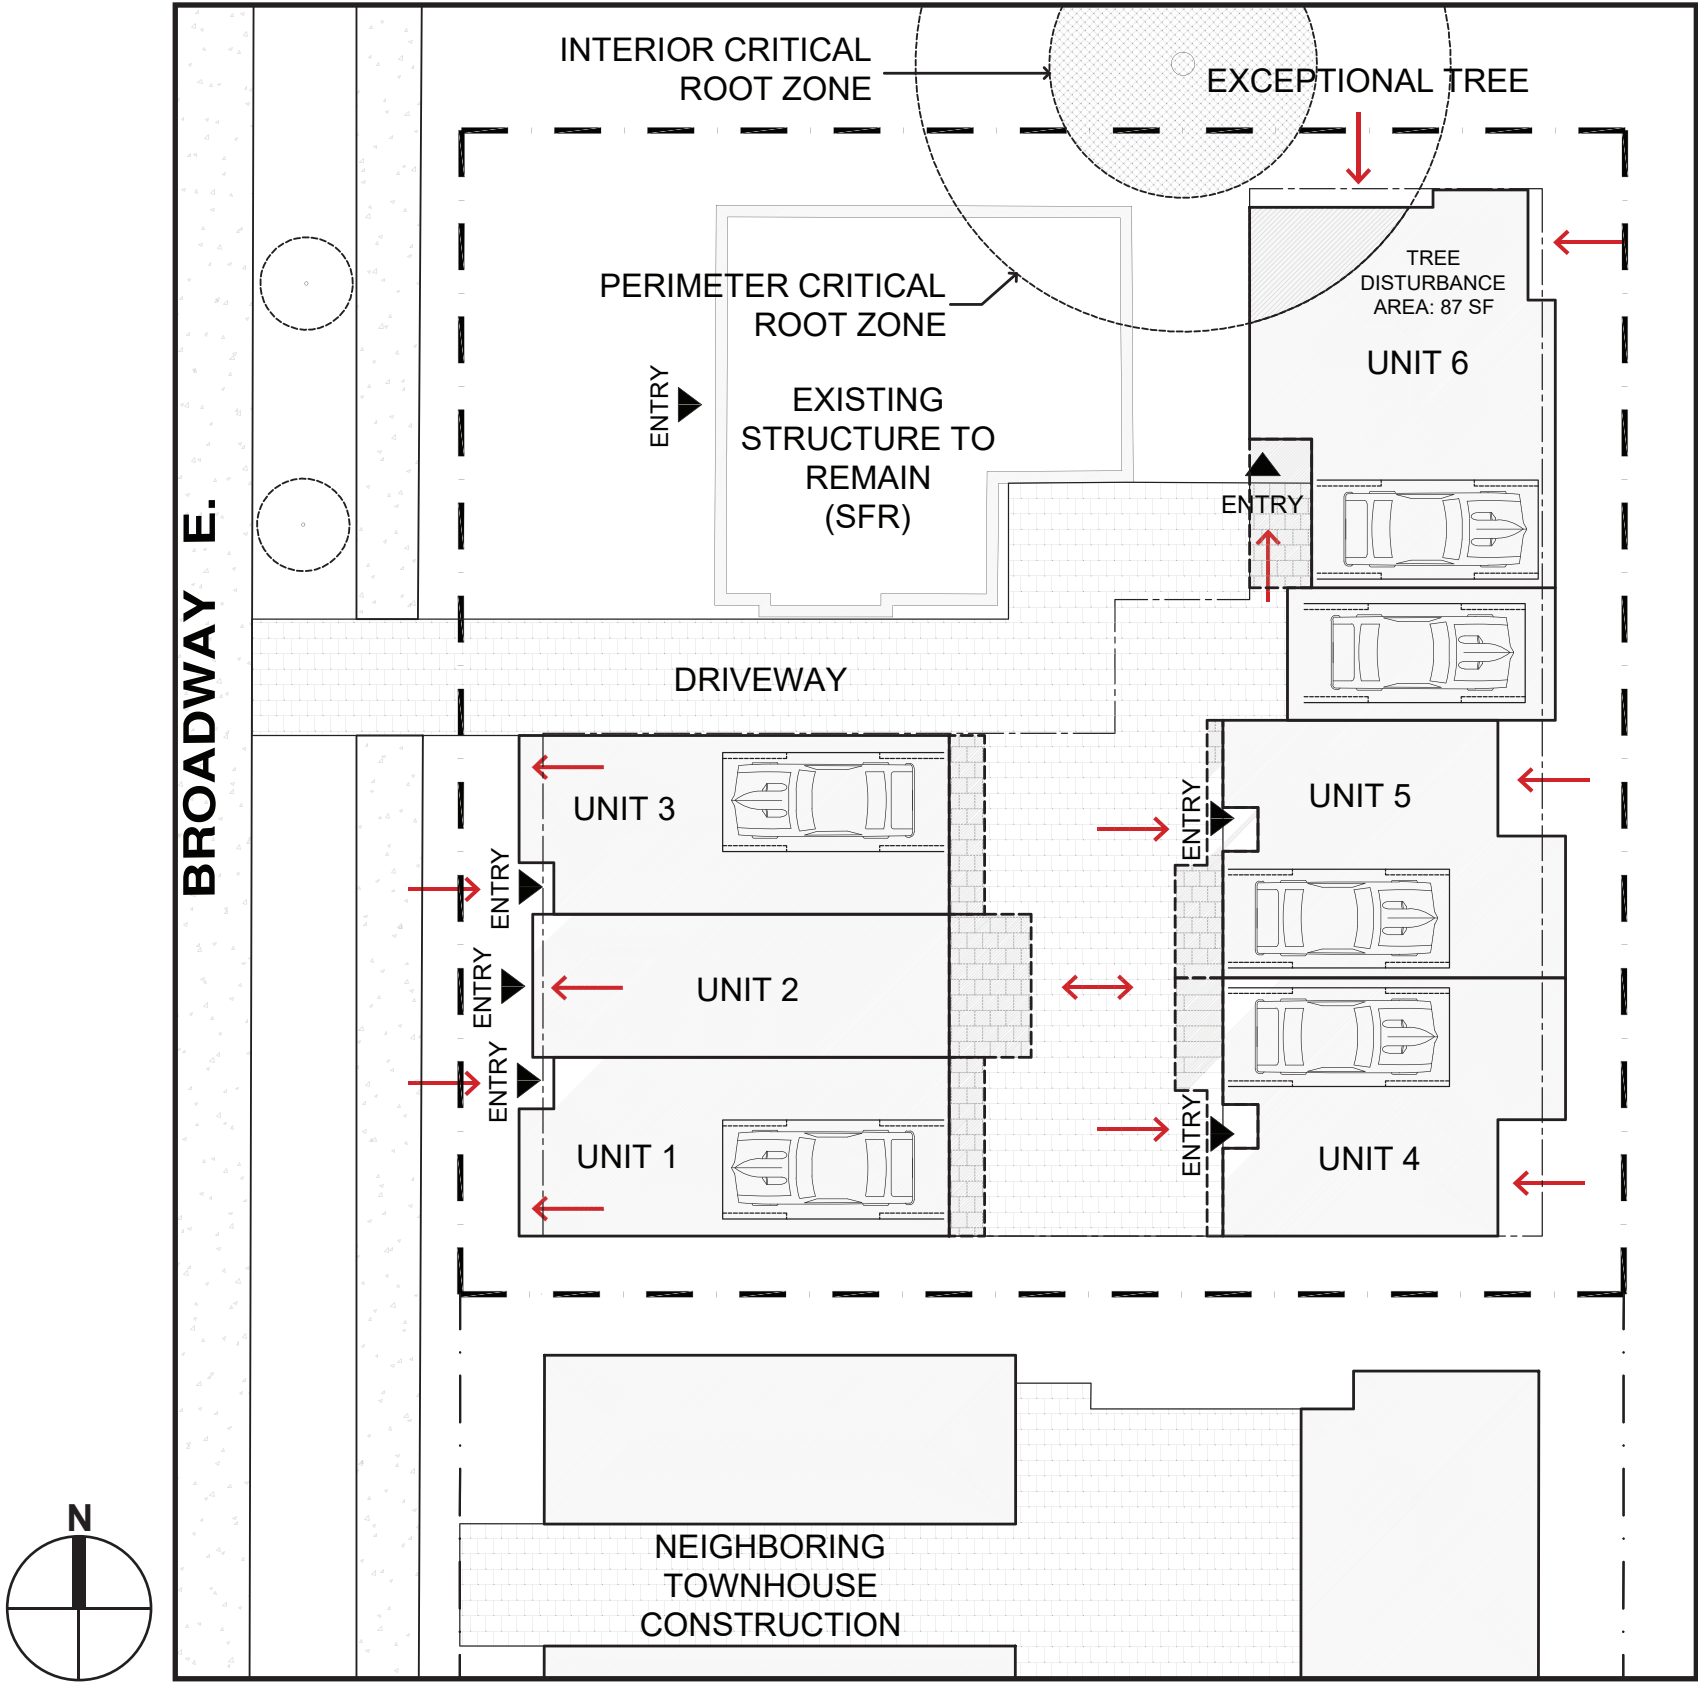 INTERIOR CRITICAL
ROOT ZONE
EXCEPTIONAL TREE
PERIMETER CRITICAL
ROOT ZONE
TREE
DISTURBANCE
AREA: 87 SF
UNIT 6
ENTRY
EXISTING
STRUCTURE TO
REMAIN
(SFR)
ENTRY
BROADWAY E.
DRIVEWAY
UNIT 3
UNIT 5
ENTRY
ENTRY
UNIT 2
ENTRY
ENTRY
UNIT 1
ENTRY
UNIT 4
N
NEIGHBORING
TOWNHOUSE
CONSTRUCTION